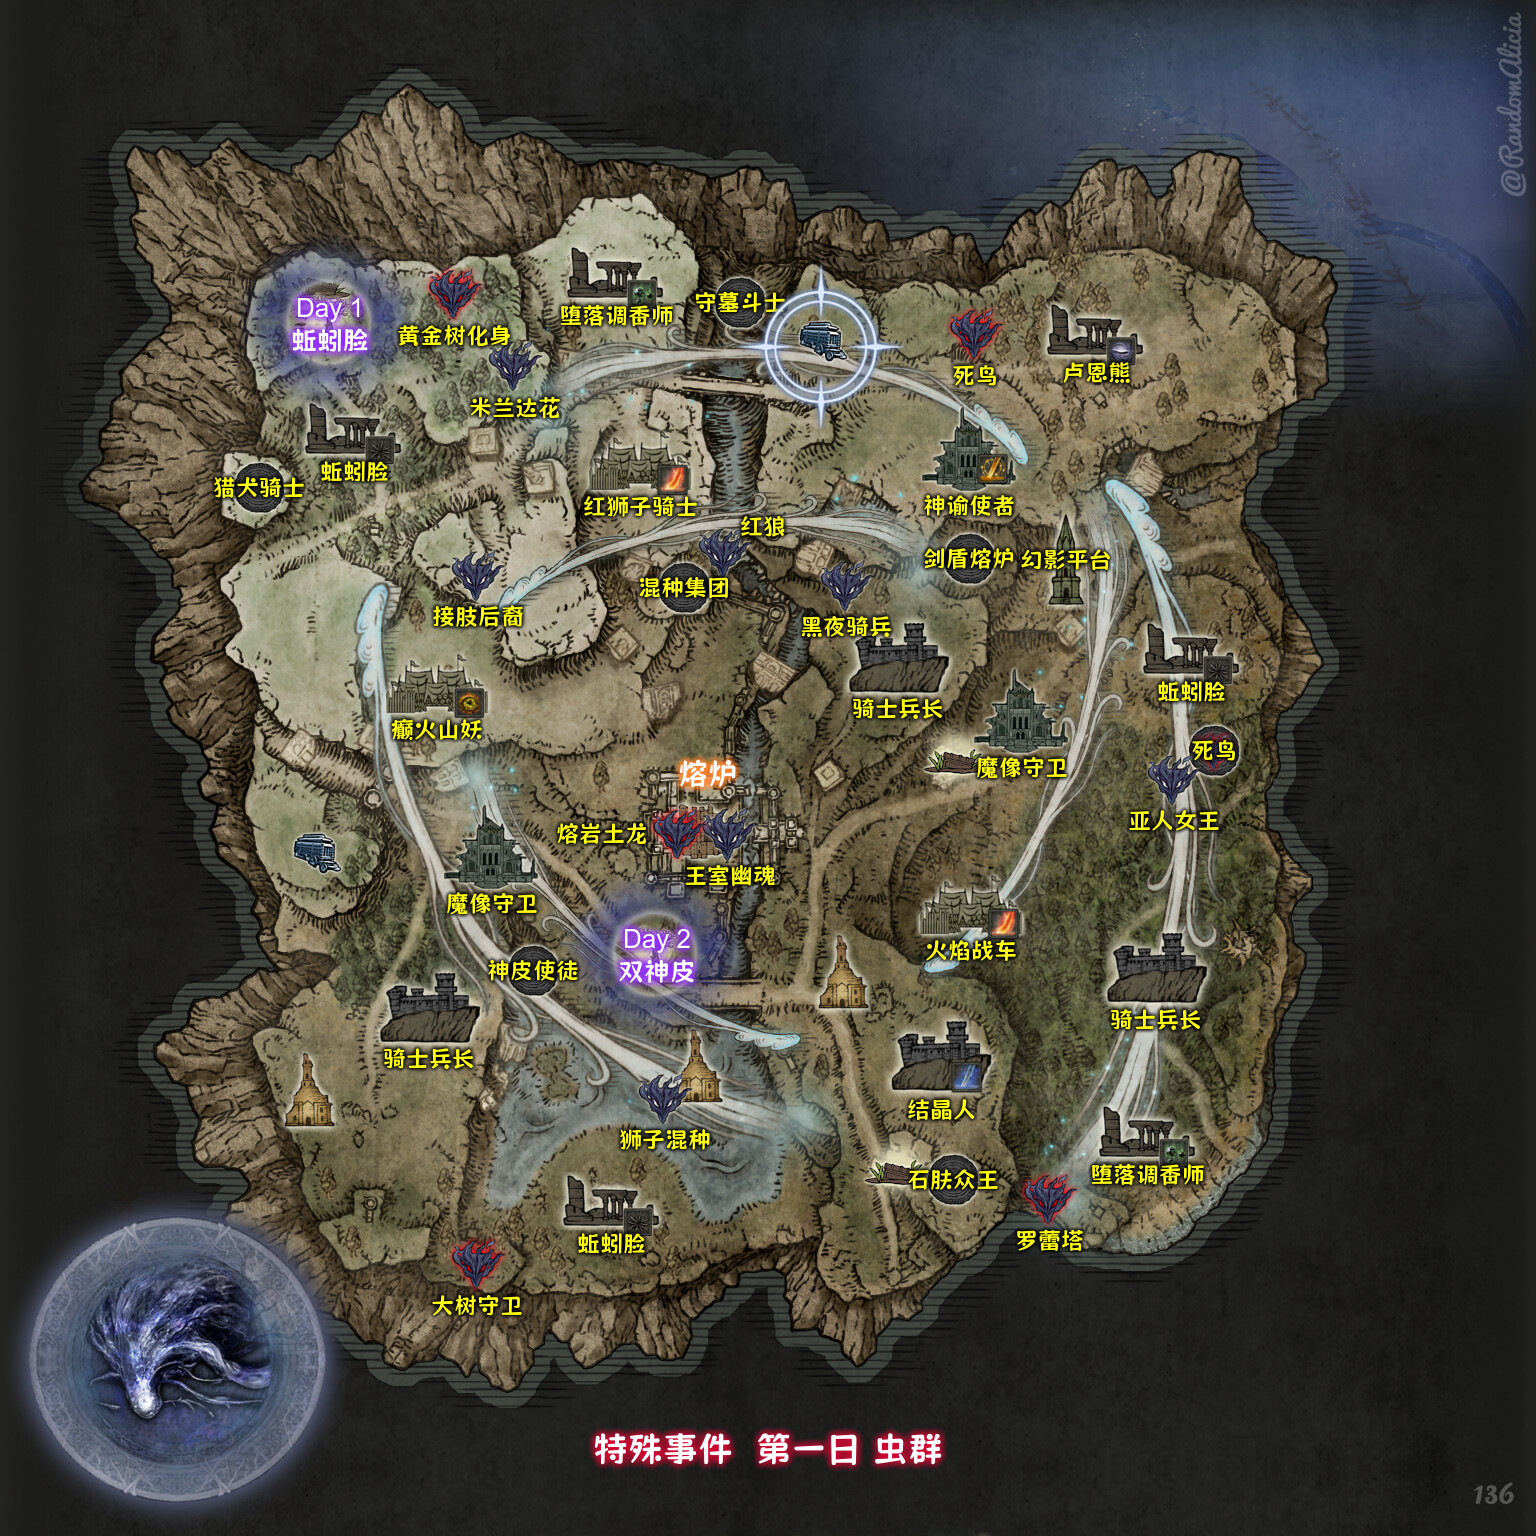 @RandomAlicia
Day 1
蚯蚓脸
黄金树化身
堕落调香师
守墓斗士
死鸟
卢恩熊
米兰达花
猎犬骑士
蚯蚓脸
红狮子骑士
神谕使者
红狼
剑盾熔炉
幻影平台
混种集团
接肢后裔
黑夜骑兵
骑士兵长
蚯蚓脸
癫火山妖
死鸟
魔像守卫
熔炉
亚人女王
熔岩土龙
王室幽魂
魔像守卫
Day 2
双神皮
神皮使徒
火焰战车
骑士兵长
骑士兵长
结晶人
狮子混种
堕落调香师
石肤众王
罗蕾塔
蚯蚓脸
大树守卫
特殊事件 第一日 虫群
136